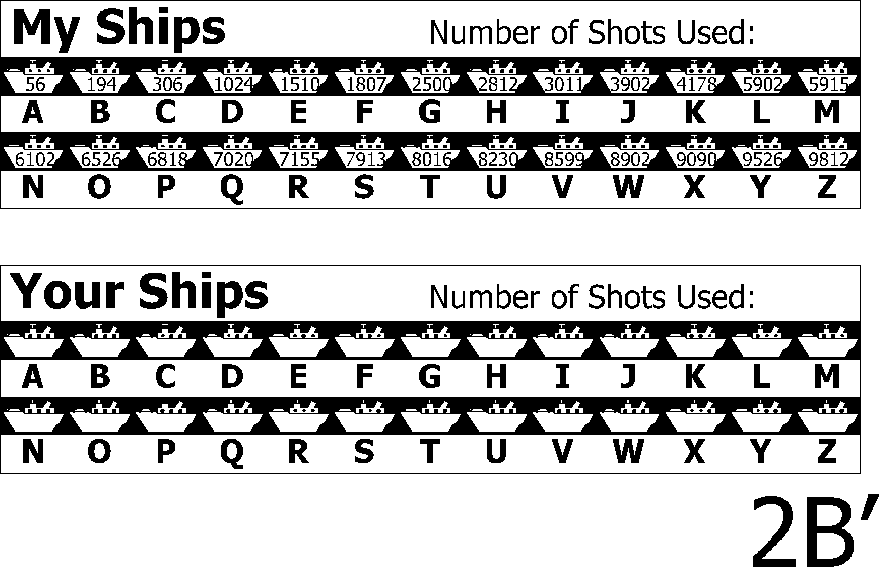 My Ships Number of Shots Used:
56 194 306 1024 1510 1807 2500 2812 3011 3902 4178 5902 5915
A B C D E F G H I J K L M
6102 6526 6818 7020 7155 7913 8016 8230 8599 8902 9090 9526 9812
N O P Q R S T U V W X Y Z
Your Ships Number of Shots Used:
A B C D E F G H I J K L M
N O P Q R S T U V W X Y Z
2B′